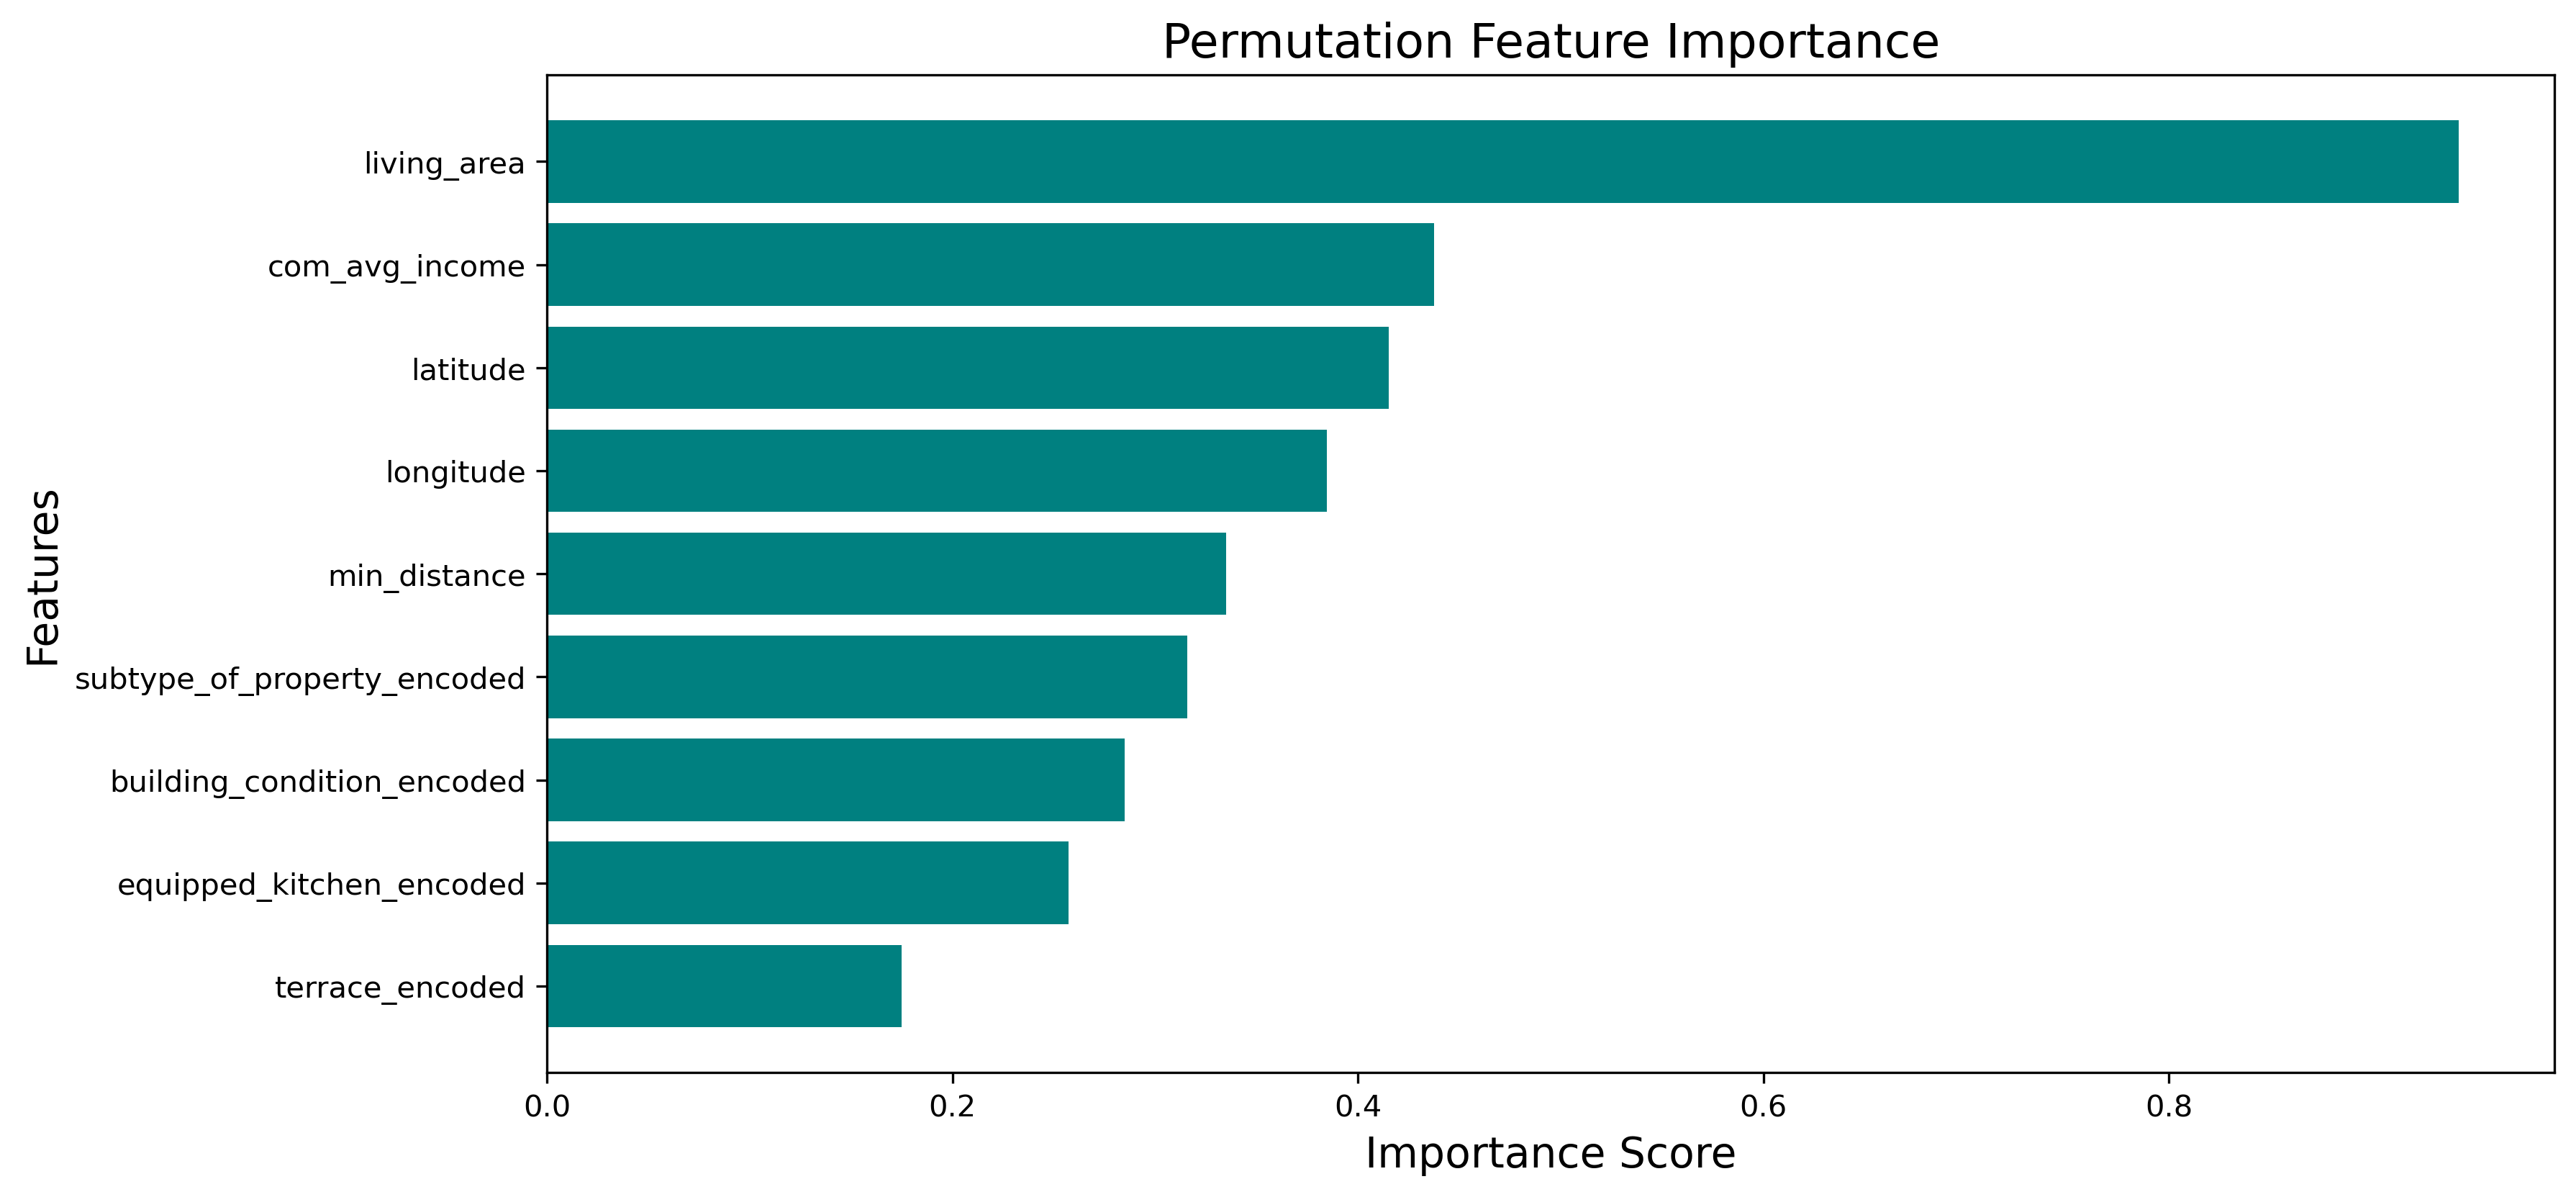 Permutation Feature Importance
living_area
com_avg_income
latitude
longitude
min_distance
subtype_of_property_encoded
building_condition_encoded
equipped_kitchen_encoded
terrace_encoded
Features
0.0 0.2 0.4 0.6 0.8
Importance Score